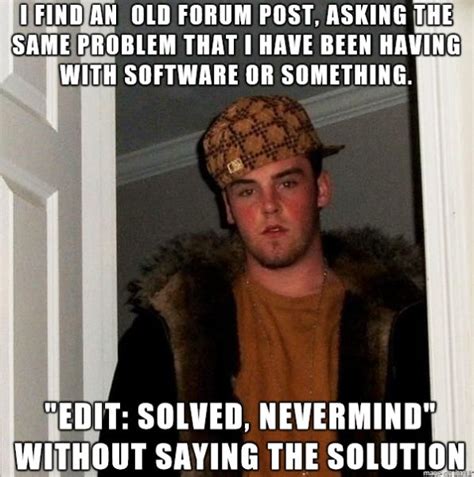 I FIND AN OLD FORUM POST, ASKING THE
SAME PROBLEM THAT I HAVE BEEN HAVING
WITH SOFTWARE OR SOMETHING.
"EDIT: SOLVED, NEVERMIND"
WITHOUT SAYING THE SOLUTION